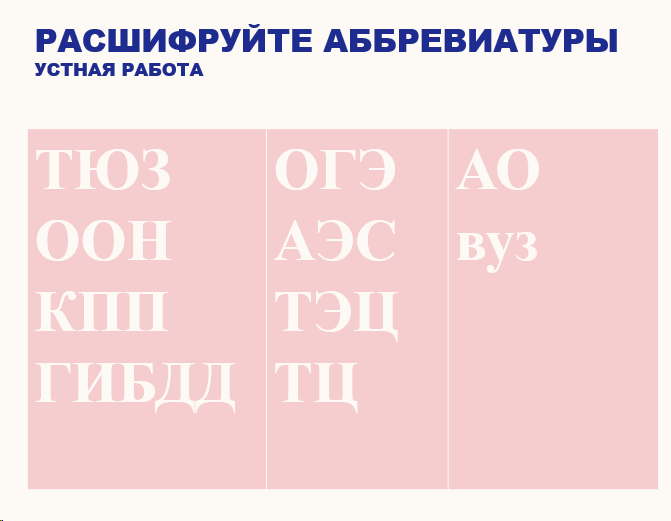 РАСШИФРУЙТЕ АББРЕВИАТУРЫ
УСТНАЯ РАБОТА
ТЮЗ
ООН
КПП
ГИБДД
ОГЭ
АЭС
ТЭЦ
ТЦ
АО
вуз